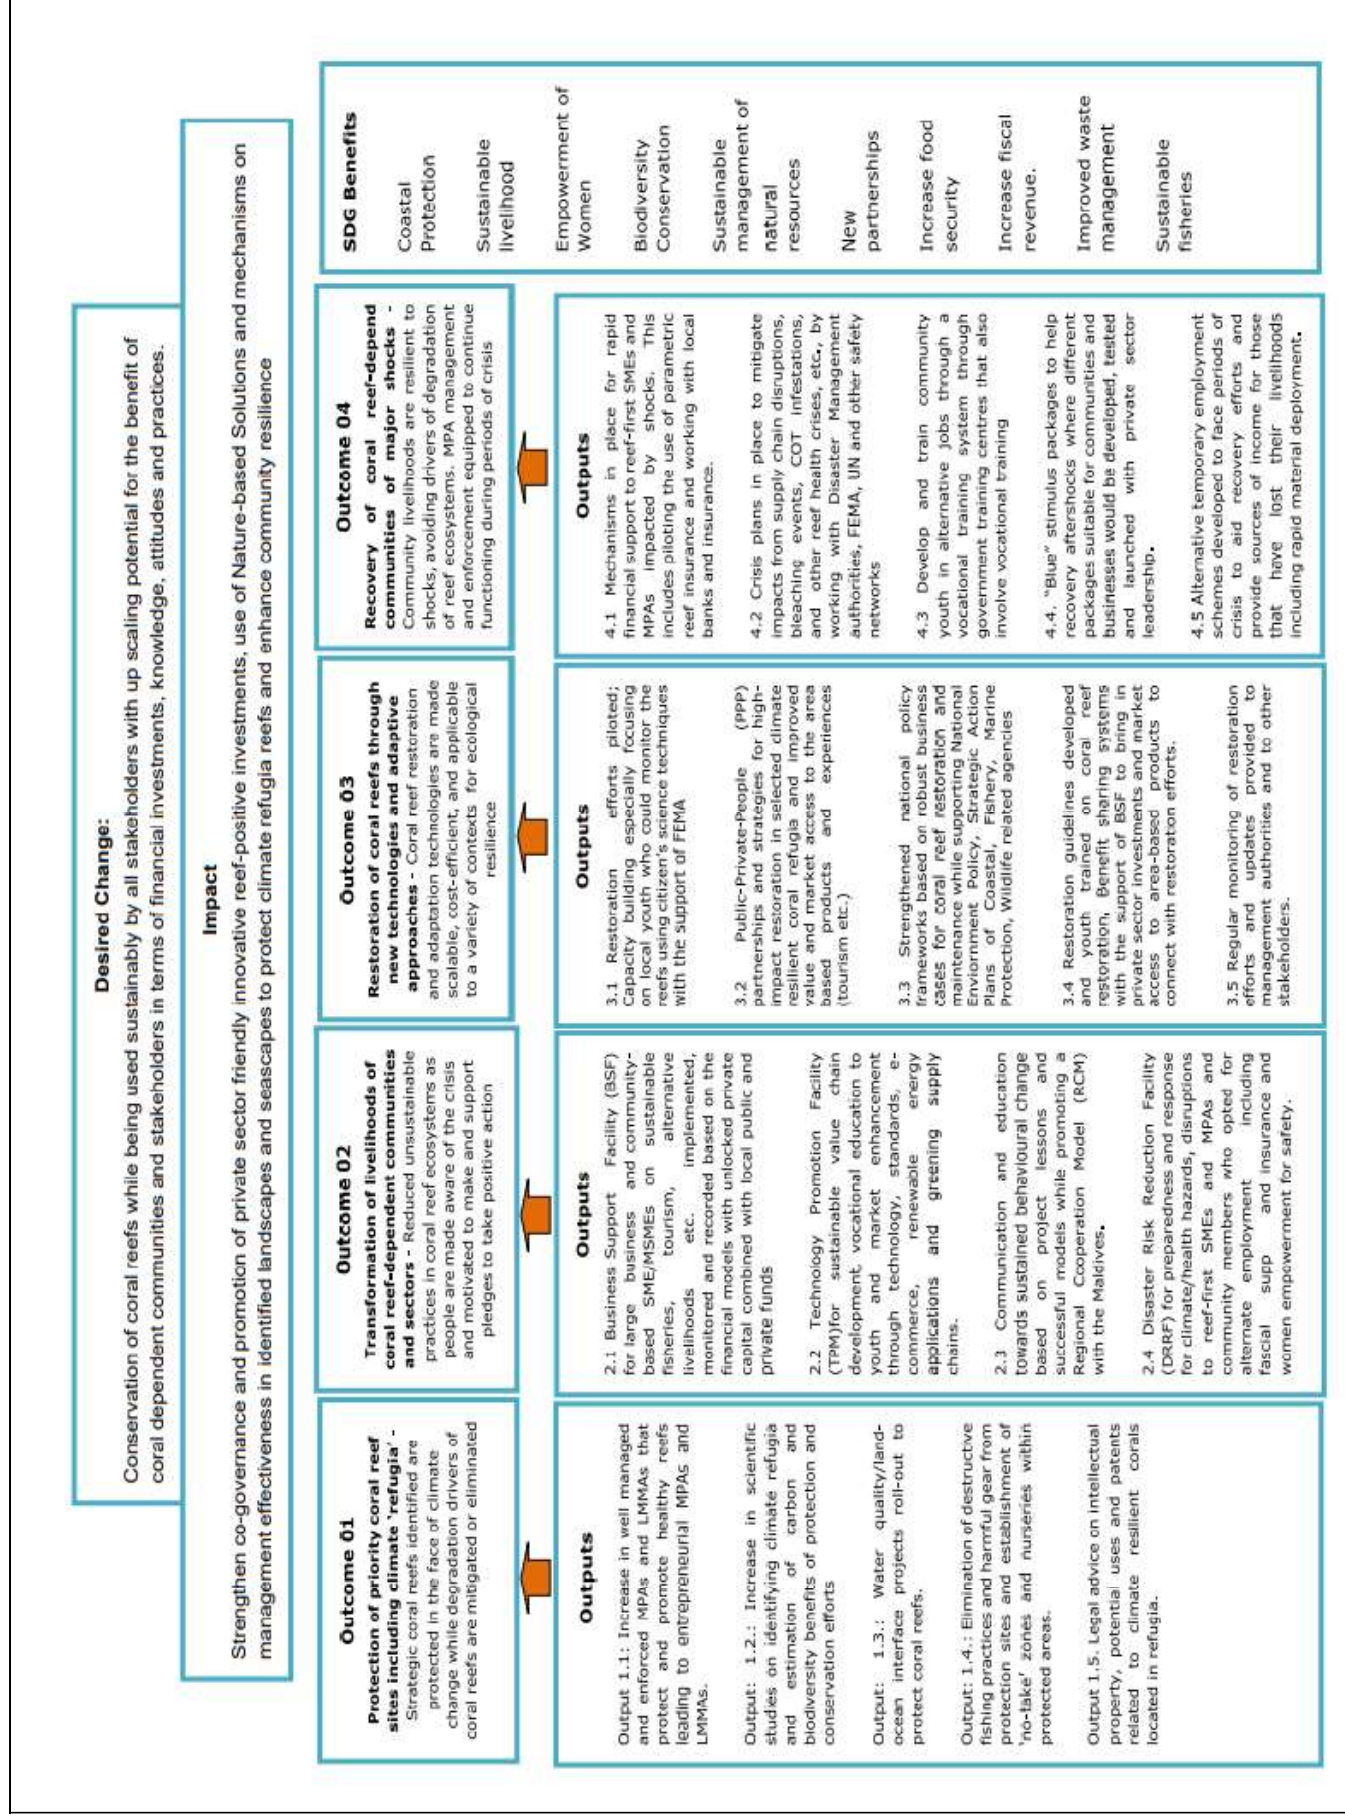 Desired Change:
Conservation of coral reefs while being used sustainably by all stakeholders with up scaling potential for the benefit of
coral dependent communities and stakeholders in terms of financial investments, knowledge, attitudes and practices.
Impact
Strengthen co-governance and promotion of private sector friendly innovative reef-positive investments, use of Nature-based Solutions and mechanisms on
management effectiveness in identified landscapes and seascapes to protect climate refugia reefs and enhance community resilience
Outcome 01
Protection of priority coral reef
sites including climate 'refugia' -
Strategic coral reefs identified are
protected in the face of climate
change while degradation drivers of
coral reefs are mitigated or eliminated
Outcome 02
Transformation of livelihoods of
coral reef-dependent communities
and sectors - Reduced unsustainable
practices in coral reef ecosystems as
people are made aware of the crisis
and motivated to make and support
pledges to take positive action
Outcome 03
Restoration of coral reefs through
new technologies and adaptive
approaches - Coral reef restoration
and adaptation technologies are made
scalable, cost-efficient, and applicable
to a variety of contexts for ecological
resilience
Outcome 04
Recovery of coral reef-depend
communities of major shocks -
Community livelihoods are resilient to
shocks, avoiding drivers of degradation
of reef ecosystems. MPA management
and enforcement equipped to continue
functioning during periods of crisis
SDG Benefits
Coastal
Protection
Sustainable
livelihood
Empowerment of
Women
Biodiversity
Conservation
Sustainable
management of
natural
resources
New
partnerships
Increase food
security
Increase fiscal
revenue.
Improved waste
management
Sustainable
fisheries
Outputs
Output 1.1: Increase in well managed
and enforced MPAs and LMMAs that
protect and promote healthy reefs
leading to entrepreneurial MPAs and
LMMAs.
Output: 1.2.: Increase in scientific
studies on identifying climate refugia
and estimation of carbon and
biodiversity benefits of protection and
conservation efforts
Output: 1.3.: Water quality/land-
ocean interface projects roll-out to
protect coral reefs.
Output: 1.4.: Elimination of destructive
fishing practices and harmful gear from
protection sites and establishment of
'no-take' zones and nurseries within
protected areas.
Output 1.5. Legal advice on intellectual
property, potential uses and patents
related to climate resilient corals
located in refugia.
Outputs
2.1 Business Support Facility (BSF)
for large business and community-
based SME/MSMEs on sustainable
fisheries, tourism, alternative
livelihoods etc. implemented,
monitored and recorded based on the
financial models with unlocked private
capital combined with local public and
private funds
2.2 Technology Promotion Facility
(TPM)for sustainable value chain
development, vocational education to
youth and market enhancement
through technology, standards, e-
commerce, renewable energy
applications and greening supply
chains.
2.3 Communication and education
towards sustained behavioural change
based on project lessons and
successful models while promoting a
Regional Cooperation Model (RCM)
with the Maldives.
2.4 Disaster Risk Reduction Facility
(DRRF) for preparedness and response
for climate/health hazards, disruptions
to reef-first SMEs and MPAs and
community members who opted for
alternate employment including
fascial supp and insurance and
women empowerment for safety.
Outputs
3.1 Restoration efforts piloted;
Capacity building especially focusing
on local youth who could monitor the
reefs using citizen's science techniques
with the support of FEMA
3.2 Public-Private-People (PPP)
partnerships and strategies for high-
impact restoration in selected climate
resilient coral refugia and improved
value and market access to the area
based products and experiences
(tourism etc.)
3.3 Strengthened national policy
frameworks based on robust business
cases for coral reef restoration and
maintenance while supporting National
Enviornment Policy, Strategic Action
Plans of Coastal, Fishery, Marine
Protection, Wildlife related agencies
3.4 Restoration guidelines developed
and youth trained on coral reef
restoration, Benefit sharing systems
with the support of BSF to bring in
private sector investments and market
access to area-based products to
connect with restoration efforts.
3.5 Regular monitoring of restoration
efforts and updates provided to
management authorities and to other
stakeholders.
Outputs
4.1 Mechanisms in place for rapid
financial support to reef-first SMEs and
MPAs impacted by shocks. This
includes piloting the use of parametric
reef insurance and working with local
banks and insurance.
4.2 Crisis plans in place to mitigate
impacts from supply chain disruptions,
bleaching events, COT infestations,
and other reef health crises, etc., by
working with Disaster Management
authorities, FEMA, UN and other safety
networks
4.3 Develop and train community
youth in alternative jobs through a
vocational training system through
government training centres that also
involve vocational training
4.4. "Blue" stimulus packages to help
recovery aftershocks where different
packages suitable for communities and
businesses would be developed, tested
and launched with private sector
leadership.
4.5 Alternative temporary employment
schemes developed to face periods of
crisis to aid recovery efforts and
provide sources of income for those
that have lost their livelihoods
including rapid material deployment.